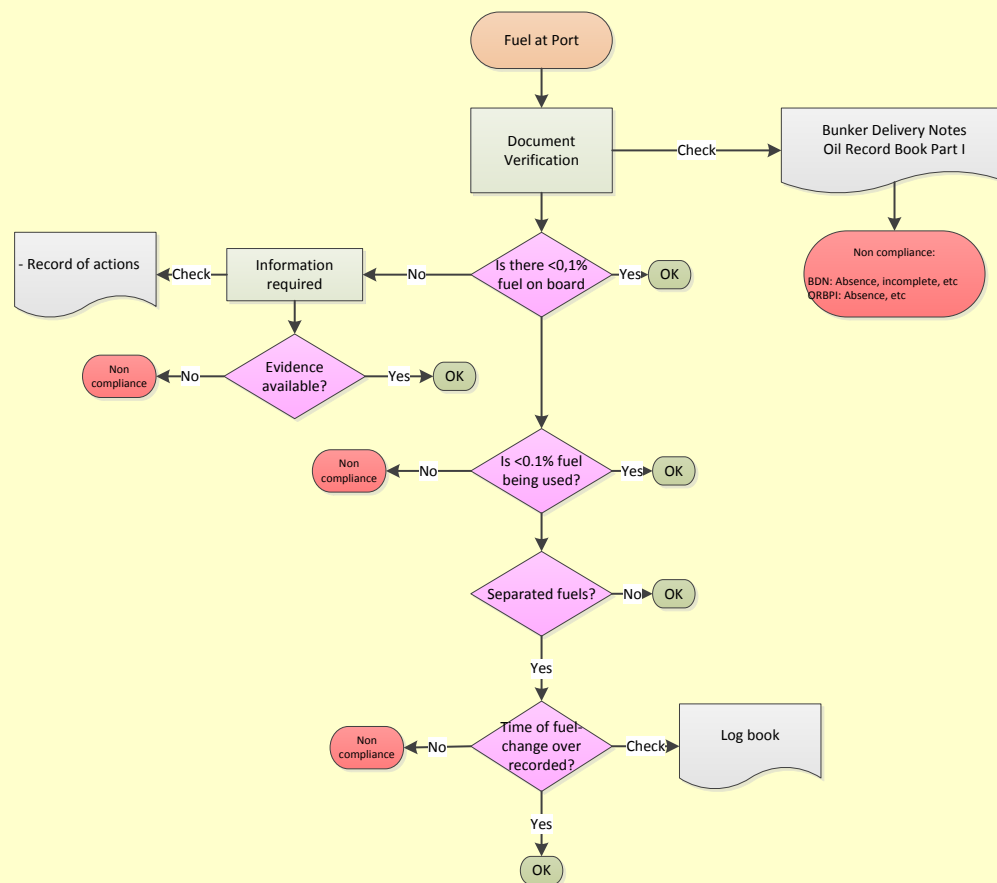 Fuel at Port
Document
Verification
Check
Bunker Delivery Notes
Oil Record Book Part I
Non compliance:
BDN: Absence, incomplete, etc
ORBPI: Absence, etc
- Record of actions
Check
Information
required
No
Is there <0,1%
fuel on board
Yes
OK
Non
compliance
No
Evidence
available?
Yes
OK
Non
compliance
No
Is <0.1% fuel
being used?
Yes
OK
Separated fuels?
No
OK
Yes
Non
compliance
No
Time of fuel-
change over
recorded?
Check
Log book
Yes
OK